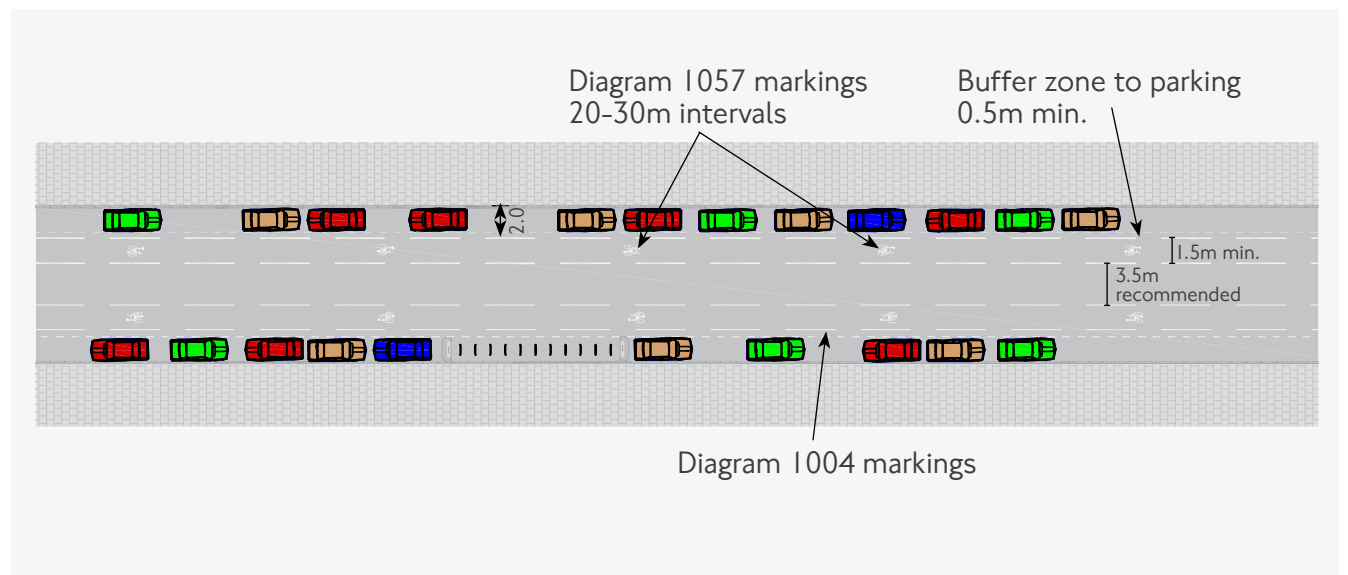 Diagram 1057 markings
20-30m intervals
Buffer zone to parking
0.5m min.
2.0
1.5m min.
3.5m
recommended
Diagram 1004 markings